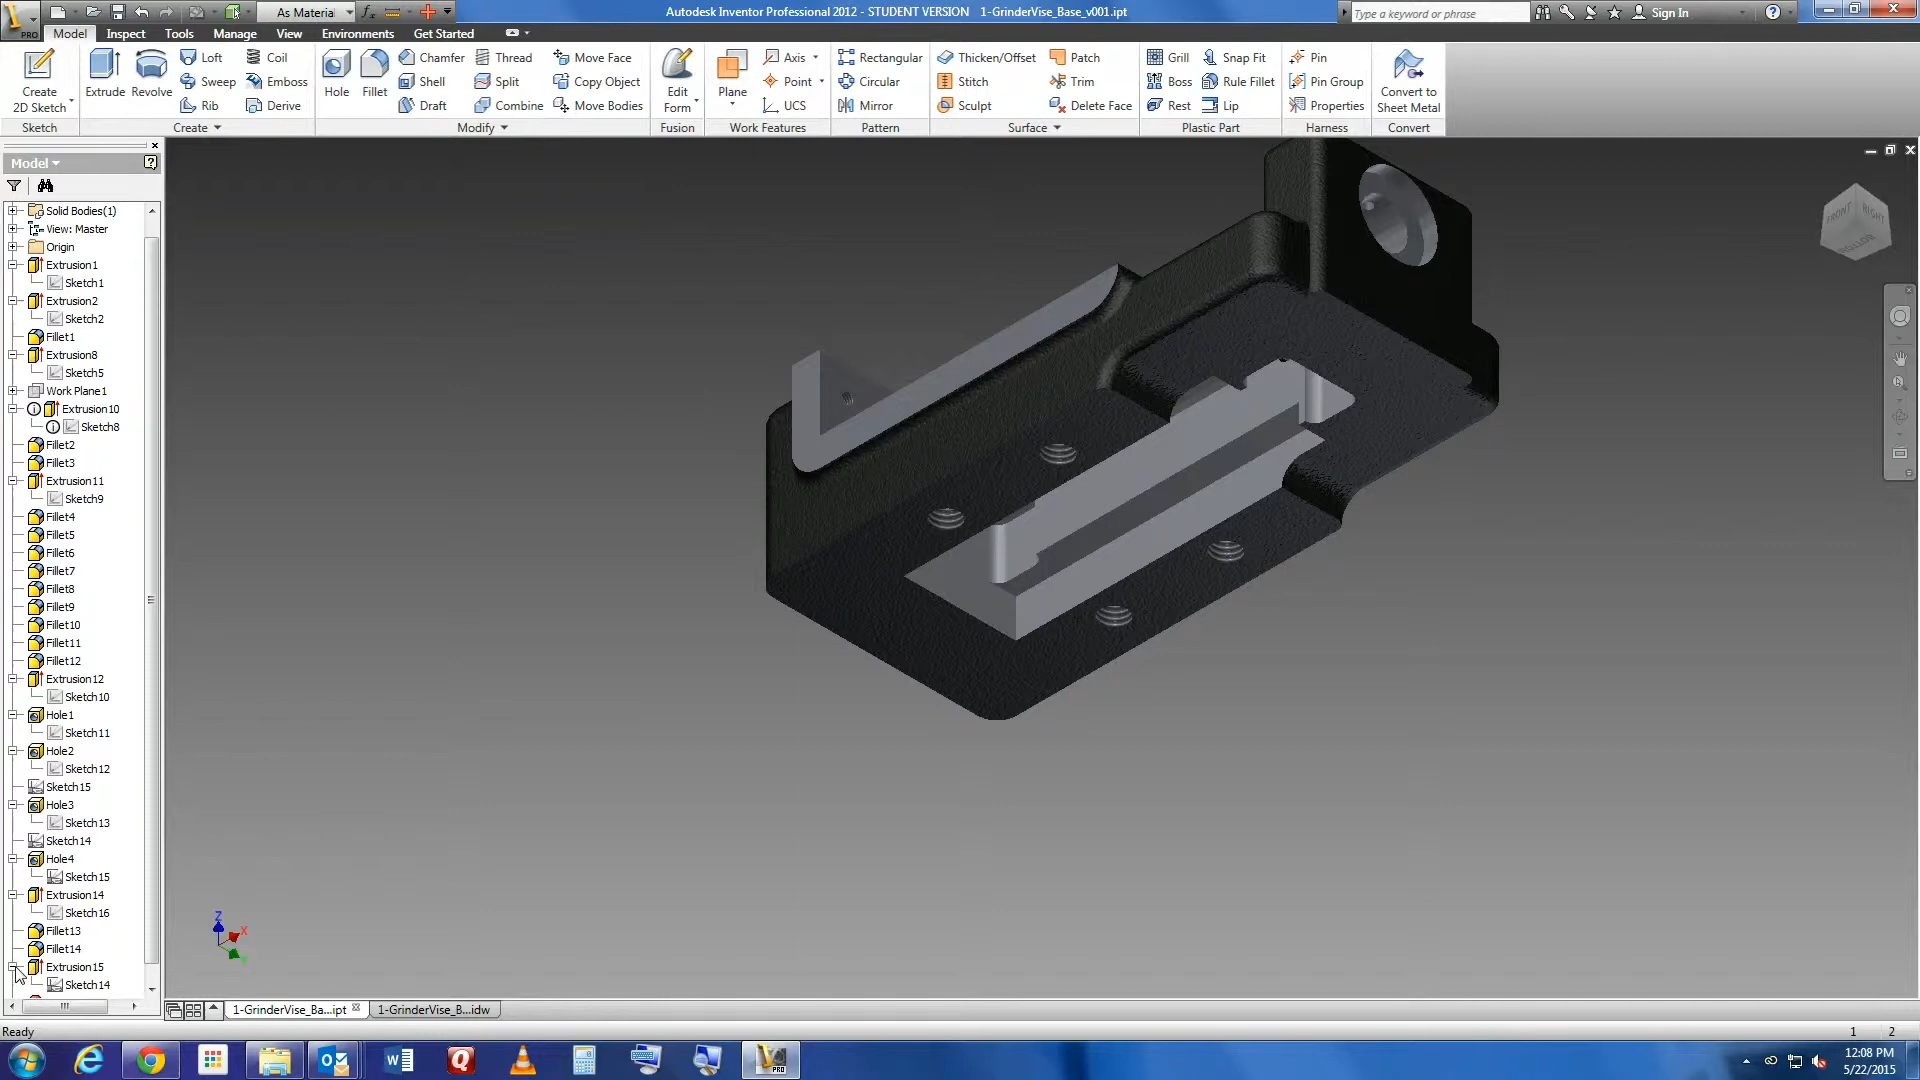 As Material
Autodesk Inventor Professional 2012 - STUDENT VERSION 1-GrinderVise_Base_v001.ipt
Type a keyword or phrase
Sign In
PRO
Model Inspect Tools Manage View Environments Get Started
Create 2D Sketch
Extrude
Revolve
Loft
Sweep
Rib
Coil
Emboss
Derive
Hole
Fillet
Chamfer
Shell
Draft
Thread
Split
Combine
Move Face
Copy Object
Move Bodies
Edit Form
Plane
Axis
Point
UCS
Rectangular
Circular
Mirror
Thicken/Offset
Stitch
Sculpt
Patch
Trim
Delete Face
Grill
Boss
Rest
Snap Fit
Rule Fillet
Lip
Pin
Pin Group
Properties
Convert to Sheet Metal
Sketch Create Modify Fusion Work Features Pattern Surface Plastic Part Harness Convert
Model
Solid Bodies(1)
View: Master
Origin
Extrusion1
Sketch1
Extrusion2
Sketch2
Fillet1
Extrusion8
Sketch5
Work Plane1
Extrusion10
Sketch8
Fillet2
Fillet3
Extrusion11
Sketch9
Fillet4
Fillet5
Fillet6
Fillet7
Fillet8
Fillet9
Fillet10
Fillet11
Fillet12
Extrusion12
Sketch10
Hole1
Sketch11
Hole2
Sketch12
Sketch15
Hole3
Sketch13
Sketch14
Hole4
Sketch15
Extrusion14
Sketch16
Fillet13
Fillet14
Extrusion15
Sketch14
FRONT RIGHT
BOTTOM
Z
X
Y
1-GrinderVise_Ba...ipt 1-GrinderVise_B...idw
Ready
1 2
PRO
12:08 PM
5/22/2015